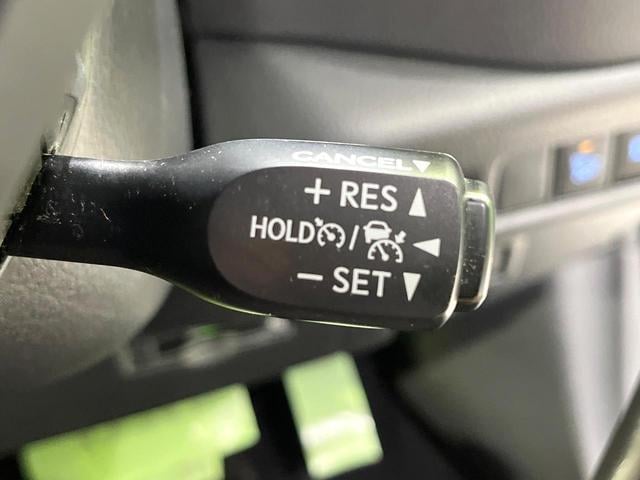 CANCEL▼
+ RES ▲
HOLD / ◀
− SET ▼